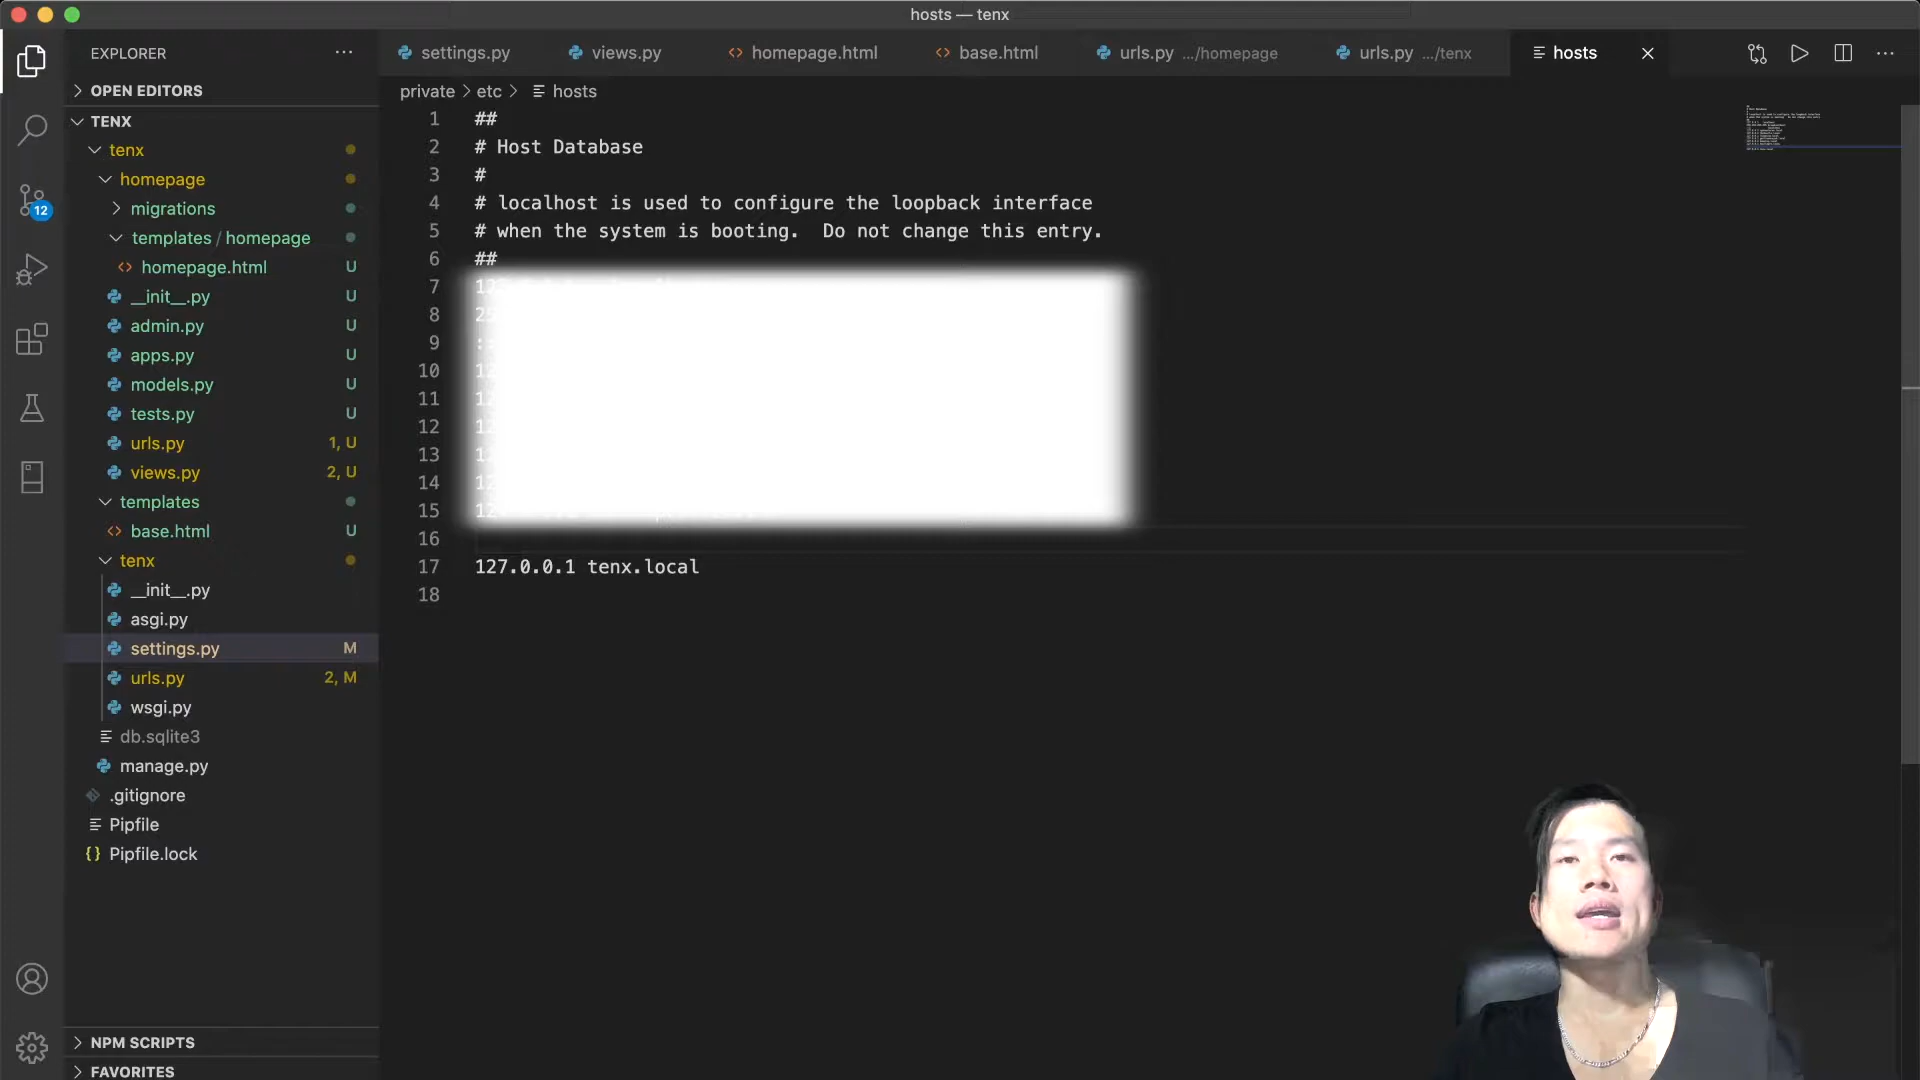 hosts — tenx
EXPLORER
OPEN EDITORS
TENX
tenx
homepage
migrations
templates / homepage
homepage.html U
__init__.py U
admin.py U
apps.py U
models.py U
tests.py U
urls.py 1, U
views.py 2, U
templates
base.html U
tenx
__init__.py
asgi.py
settings.py M
urls.py 2, M
wsgi.py
db.sqlite3
manage.py
.gitignore
Pipfile
Pipfile.lock
NPM SCRIPTS
FAVORITES
12
settings.py views.py homepage.html base.html urls.py .../homepage urls.py .../tenx hosts
private > etc > hosts
1 ##
2 # Host Database
3 #
4 # localhost is used to configure the loopback interface
5 # when the system is booting.  Do not change this entry.
6 ##
7
8
9
10
11
12
13
14
15
16
17 127.0.0.1 tenx.local
18